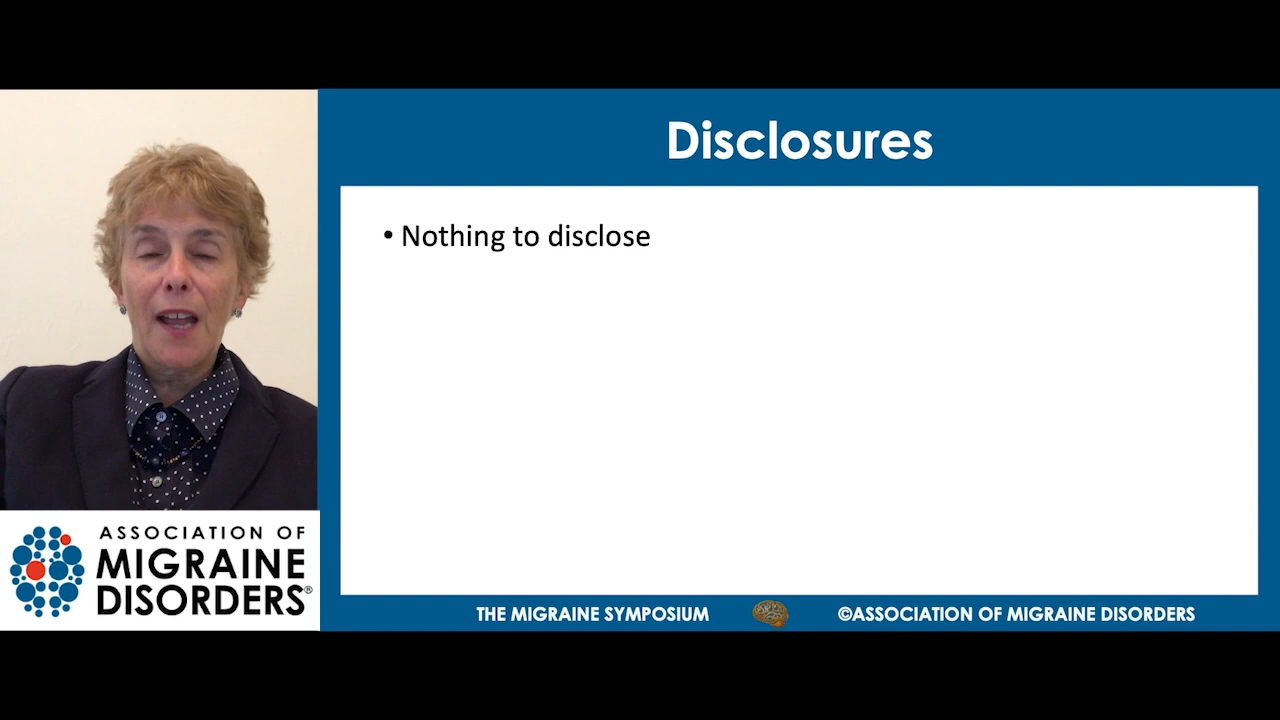 Disclosures
• Nothing to disclose
ASSOCIATION OF
MIGRAINE
DISORDERS®
THE MIGRAINE SYMPOSIUM
©ASSOCIATION OF MIGRAINE DISORDERS